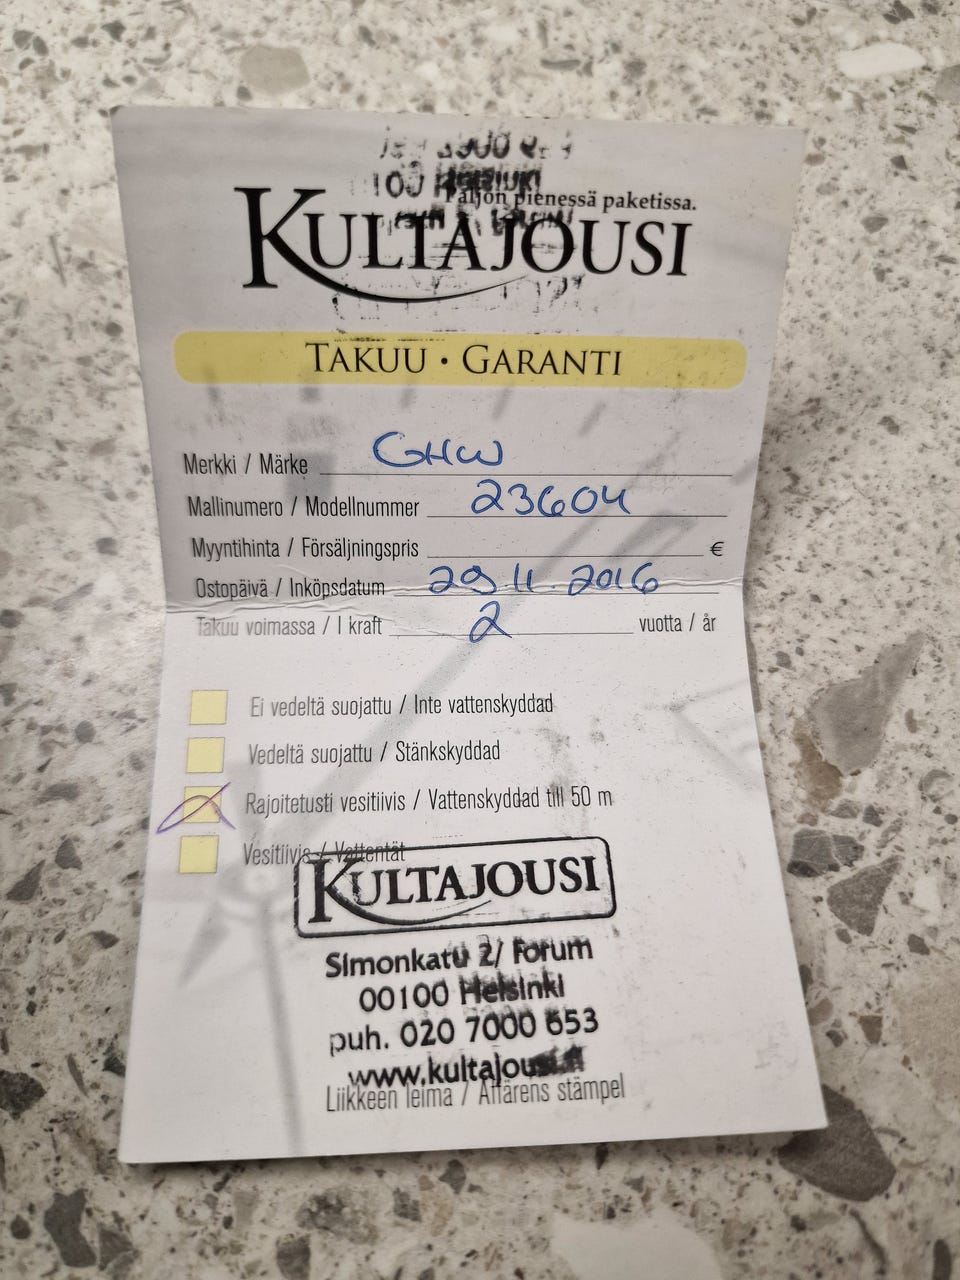 Paljon pienessä paketissa.
KULTAJOUSI
TAKUU • GARANTI
Merkki / Märke GHW
Mallinumero / Modellnummer 23604
Myyntihinta / Försäljningspris €
Ostopäivä / Inköpsdatum 29.11.2016
Takuu voimassa / I kraft 2 vuotta / år
Ei vedeltä suojattu / Inte vattenskyddad
Vedeltä suojattu / Stänkskyddad
Rajoitetusti vesitiivis / Vattenskyddad till 50 m
Vesitiivis / Vattentät
KULTAJOUSI
Simonkatu 2/ Forum
00100 Helsinki
puh. 020 7000 653
www.kultajousi.fi
Liikkeen leima / Affärens stämpel